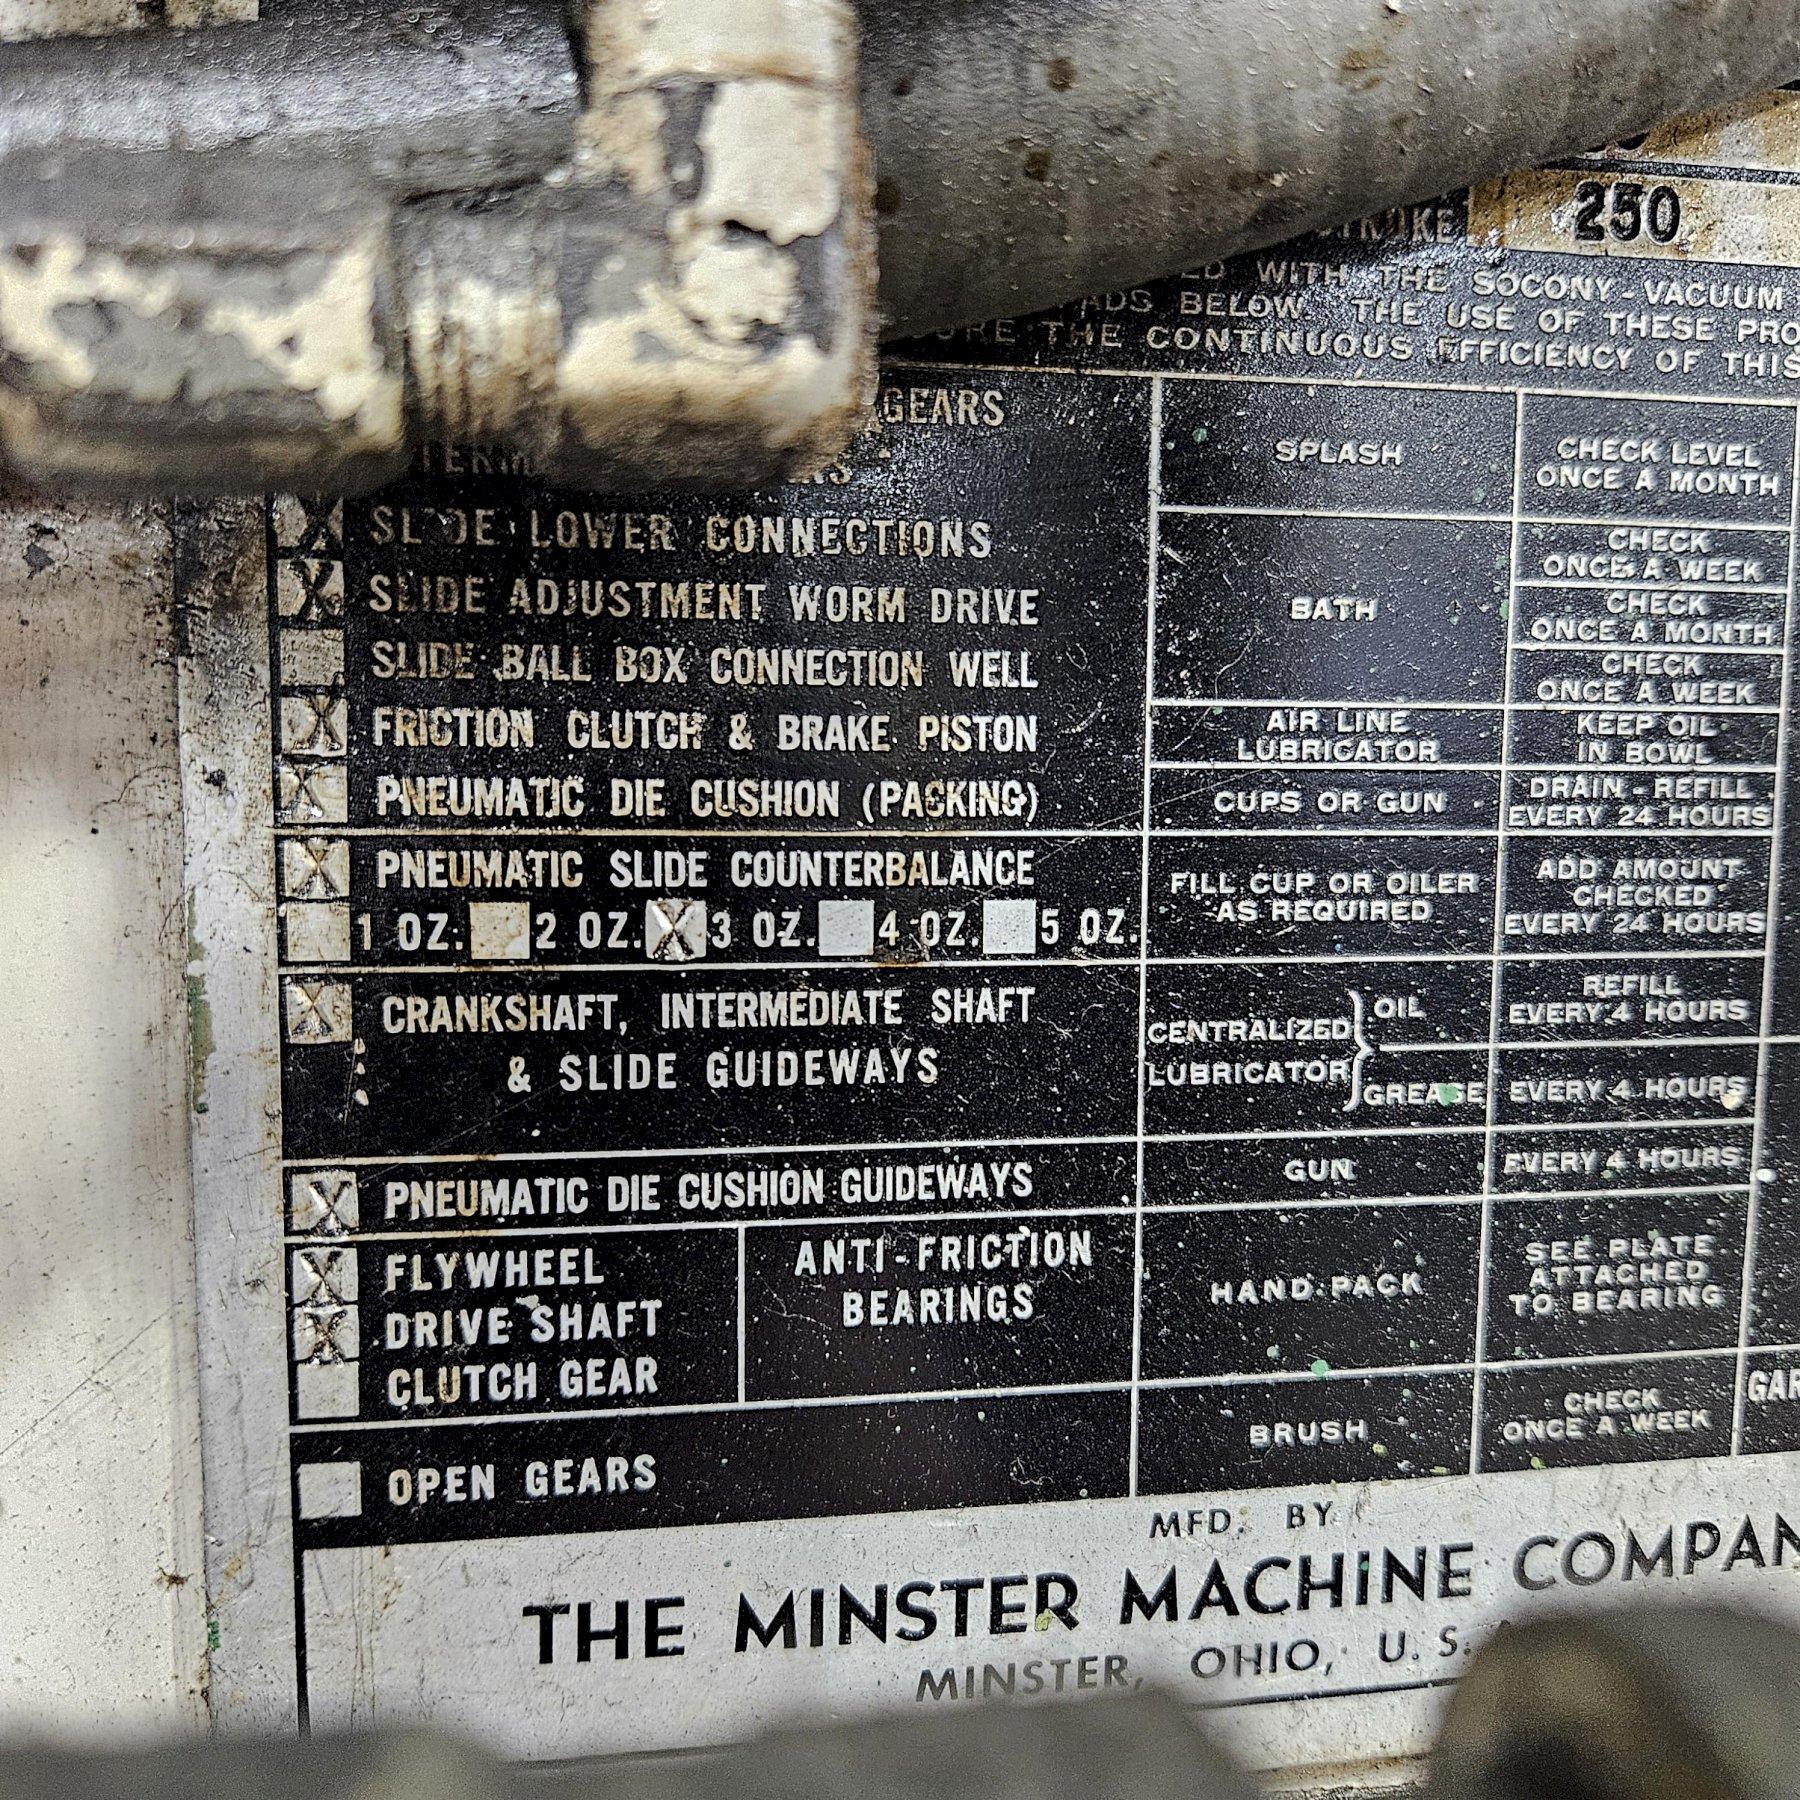 250
WITH THE SOCONY-VACUUM
BELOW. THE USE OF THESE
THE CONTINUOUS EFFICIENCY OF THIS
GEARS
SPLASH
CHECK LEVEL
ONCE A MONTH
X SLIDE LOWER CONNECTIONS
CHECK
ONCE A WEEK
X SLIDE ADJUSTMENT WORM DRIVE
BATH
CHECK
ONCE A MONTH
SLIDE BALL BOX CONNECTION WELL
CHECK
ONCE A WEEK
X FRICTION CLUTCH & BRAKE PISTON
AIR LINE
LUBRICATOR
KEEP OIL
IN BOWL
X PNEUMATIC DIE CUSHION (PACKING)
CUPS OR GUN
DRAIN - REFILL
EVERY 24 HOURS
X PNEUMATIC SLIDE COUNTERBALANCE
1 OZ. 2 OZ. X 3 OZ. 4 OZ. 5 OZ.
FILL CUP OR OILER
AS REQUIRED
ADD AMOUNT
CHECKED
EVERY 24 HOURS
X CRANKSHAFT, INTERMEDIATE SHAFT
& SLIDE GUIDEWAYS
CENTRALIZED
LUBRICATOR
OIL
REFILL
EVERY 4 HOURS
GREASE
EVERY 4 HOURS
X PNEUMATIC DIE CUSHION GUIDEWAYS
GUN
EVERY 4 HOURS
X FLYWHEEL
X DRIVE SHAFT
CLUTCH GEAR
ANTI-FRICTION
BEARINGS
HAND PACK
SEE PLATE
ATTACHED
TO BEARING
OPEN GEARS
BRUSH
CHECK
ONCE A WEEK
MFD. BY
THE MINSTER MACHINE
MINSTER, OHIO, U.S.